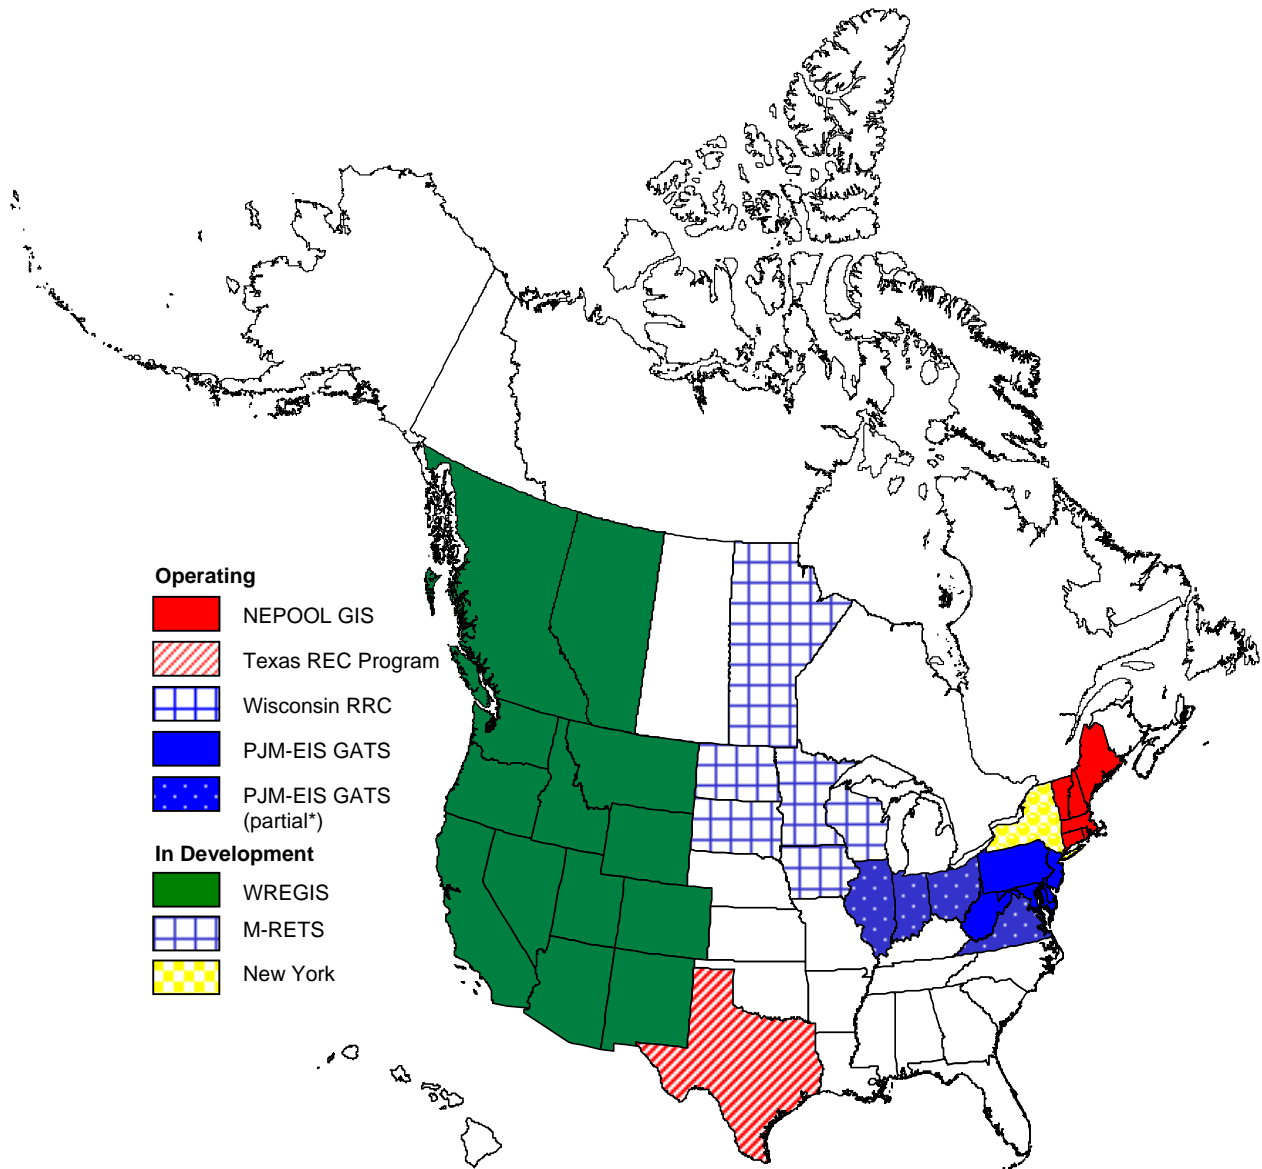 Operating
NEPOOL GIS
Texas REC Program
Wisconsin RRC
PJM-EIS GATS
PJM-EIS GATS
(partial*)
In Development
WREGIS
M-RETS
New York